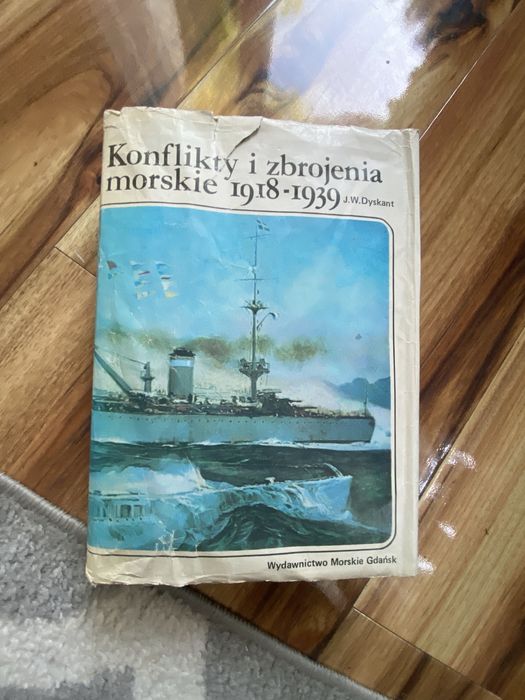 Konflikty i zbrojenia
morskie 1918-1939
J.W.Dyskant
Wydawnictwo Morskie Gdańsk